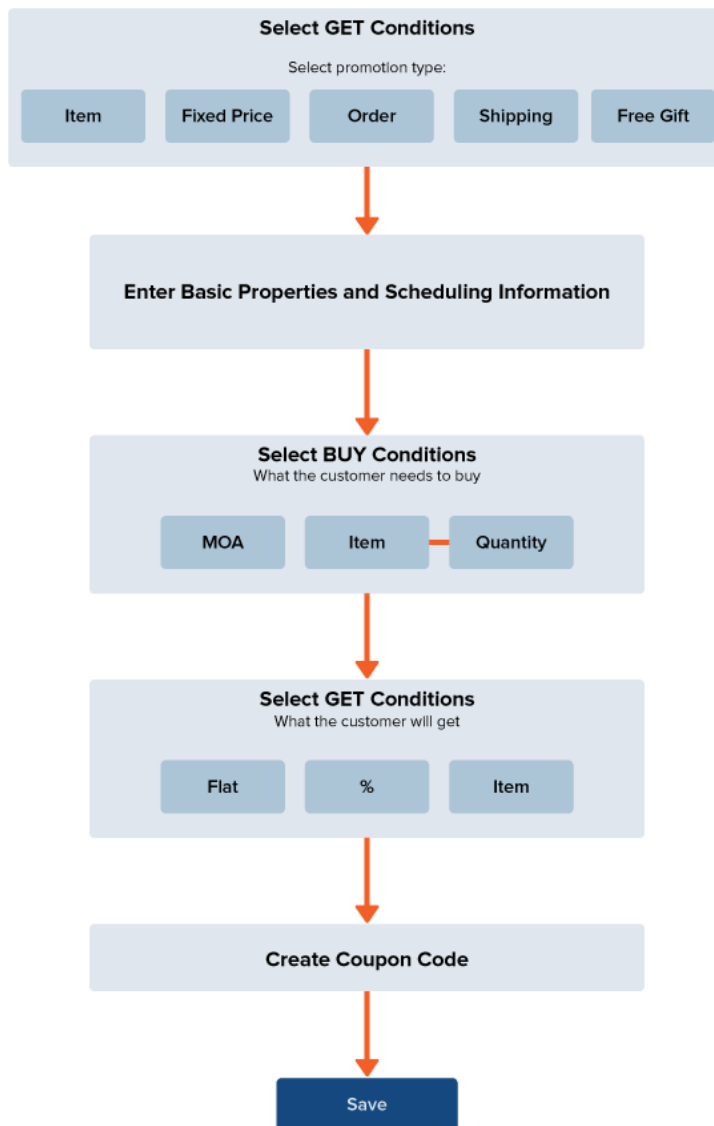 Select GET Conditions
Select promotion type:
Item
Fixed Price
Order
Shipping
Free Gift
Enter Basic Properties and Scheduling Information
Select BUY Conditions
What the customer needs to buy
MOA
Item
Quantity
Select GET Conditions
What the customer will get
Flat
%
Item
Create Coupon Code
Save